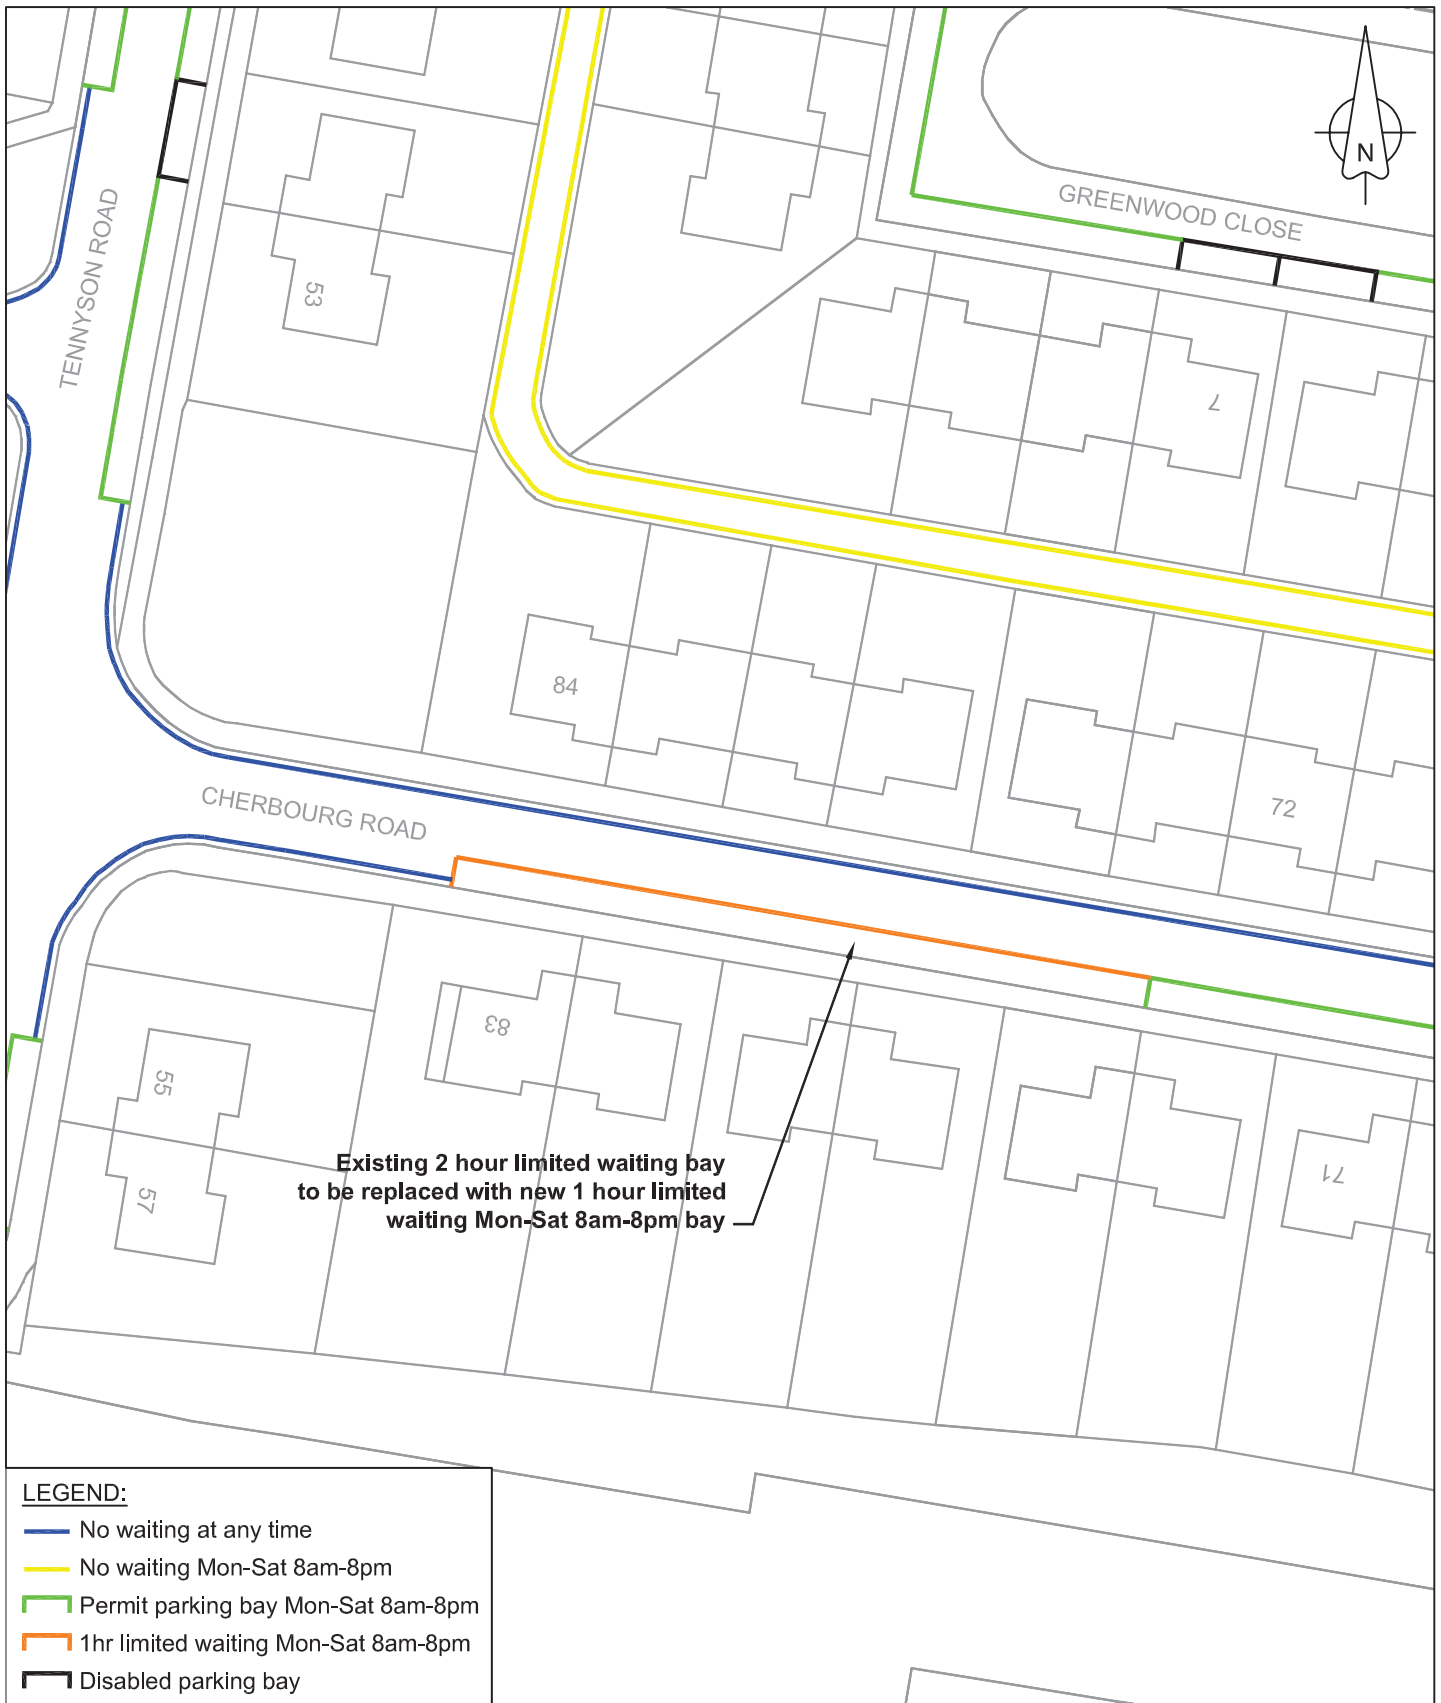 N
GREENWOOD CLOSE
TENNYSON ROAD
53
7
84
72
CHERBOURG ROAD
83
55
57
71
Existing 2 hour limited waiting bay
to be replaced with new 1 hour limited
waiting Mon-Sat 8am-8pm bay
LEGEND:
No waiting at any time
No waiting Mon-Sat 8am-8pm
Permit parking bay Mon-Sat 8am-8pm
1hr limited waiting Mon-Sat 8am-8pm
Disabled parking bay